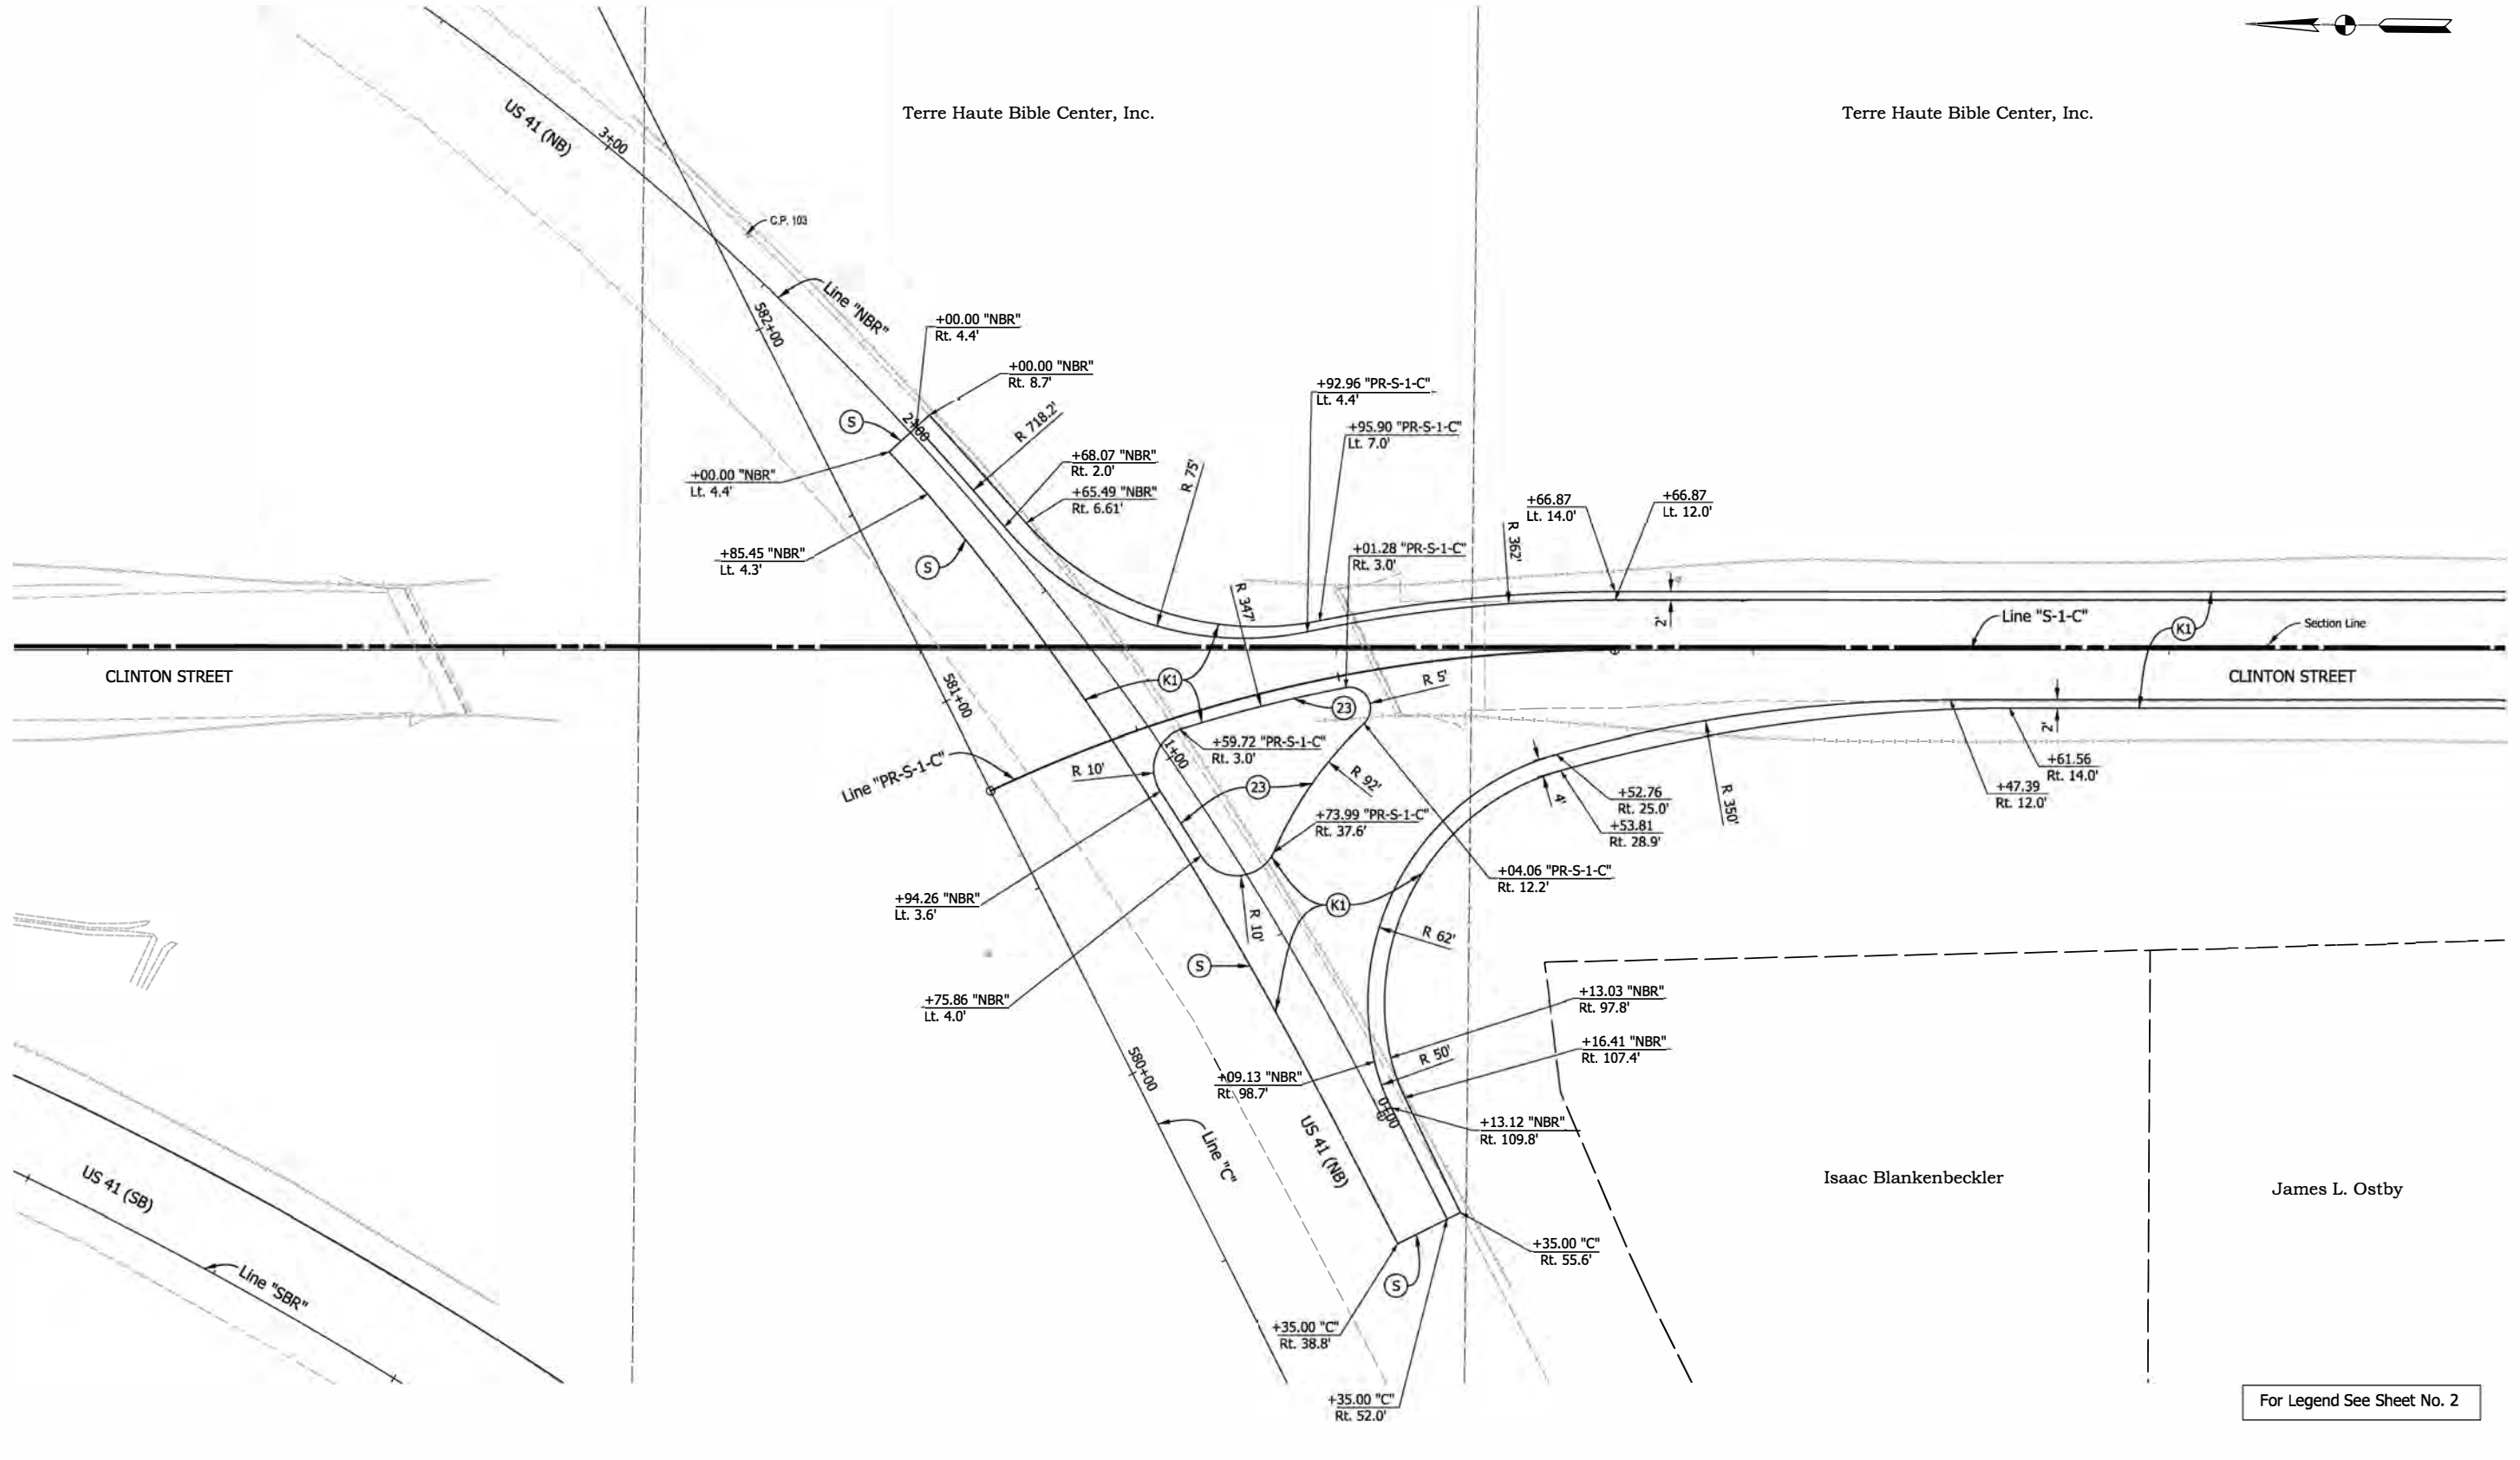 Terre Haute Bible Center, Inc.
Terre Haute Bible Center, Inc.
US 41 (NB)
3+00
C.P. 103
Line "NBR"
582+00
+00.00 "NBR"
Rt. 4.4'
+00.00 "NBR"
Rt. 8.7'
+92.96 "PR-S-1-C"
Lt. 4.4'
S
2+00
R 718.2'
+95.90 "PR-S-1-C"
Lt. 7.0'
+68.07 "NBR"
Rt. 2.0'
+00.00 "NBR"
Lt. 4.4'
R 75'
+65.49 "NBR"
Rt. 6.61'
+66.87
Lt. 14.0'
+66.87
Lt. 12.0'
+85.45 "NBR"
Lt. 4.3'
S
+01.28 "PR-S-1-C"
Rt. 3.0'
R 362'
R 347'
2'
Line "S-1-C"
K1
Section Line
CLINTON STREET
K1
R 5'
CLINTON STREET
581+00
23
1+00
+59.72 "PR-S-1-C"
Rt. 3.0'
2'
Line "PR-S-1-C"
R 10'
R 92'
23
4'
+52.76
Rt. 25.0'
R 350'
+61.56
Rt. 14.0'
+47.39
Rt. 12.0'
+73.99 "PR-S-1-C"
Rt. 37.6'
+53.81
Rt. 28.9'
+04.06 "PR-S-1-C"
Rt. 12.2'
+94.26 "NBR"
Lt. 3.6'
K1
R 10'
R 62'
S
+75.86 "NBR"
Lt. 4.0'
+13.03 "NBR"
Rt. 97.8'
580+00
+16.41 "NBR"
Rt. 107.4'
R 50'
+09.13 "NBR"
Rt. 98.7'
0+00
+13.12 "NBR"
Rt. 109.8'
Line "C"
US 41 (NB)
Isaac Blankenbeckler
James L. Ostby
US 41 (SB)
Line "SBR"
+35.00 "C"
Rt. 55.6'
S
+35.00 "C"
Rt. 38.8'
+35.00 "C"
Rt. 52.0'
For Legend See Sheet No. 2